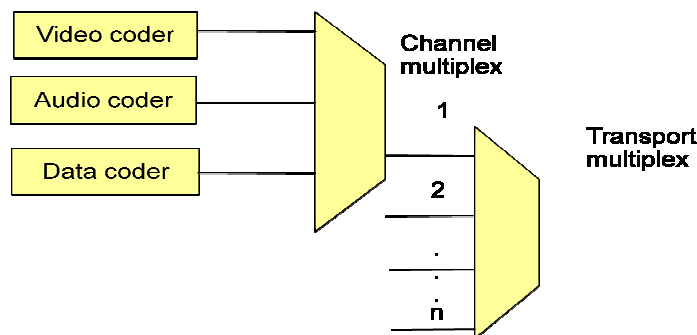 Video coder
Audio coder
Data coder
Channel
multiplex
1
2
.
.
.
n
Transport
multiplex